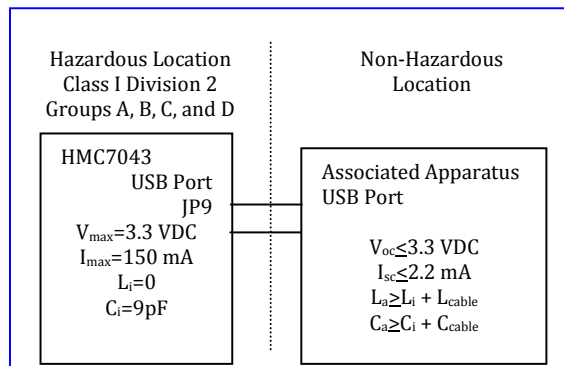 Hazardous Location
Class I Division 2
Groups A, B, C, and D
Non-Hazardous
Location
HMC7043
USB Port
JP9
Vmax=3.3 VDC
Imax=150 mA
Li=0
Ci=9pF
Associated Apparatus
USB Port
Voc≤3.3 VDC
Isc≤2.2 mA
La≥Li + Lcable
Ca≥Ci + Ccable